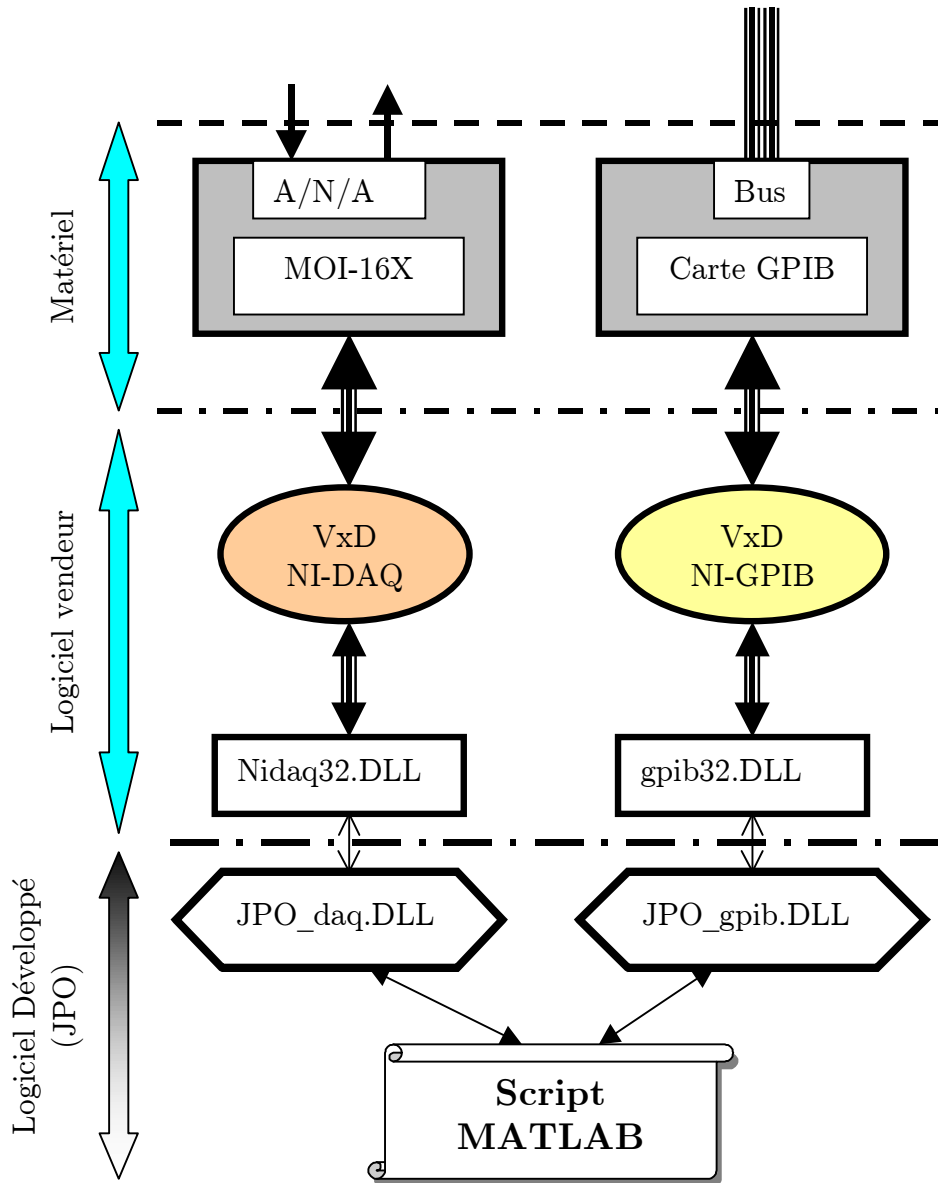 Matériel
A/N/A
MOI-16X
Bus
Carte GPIB
Logiciel vendeur
VxD
NI-DAQ
VxD
NI-GPIB
Nidaq32.DLL
gpib32.DLL
Logiciel Développé
(JPO)
JPO_daq.DLL
JPO_gpib.DLL
Script
MATLAB